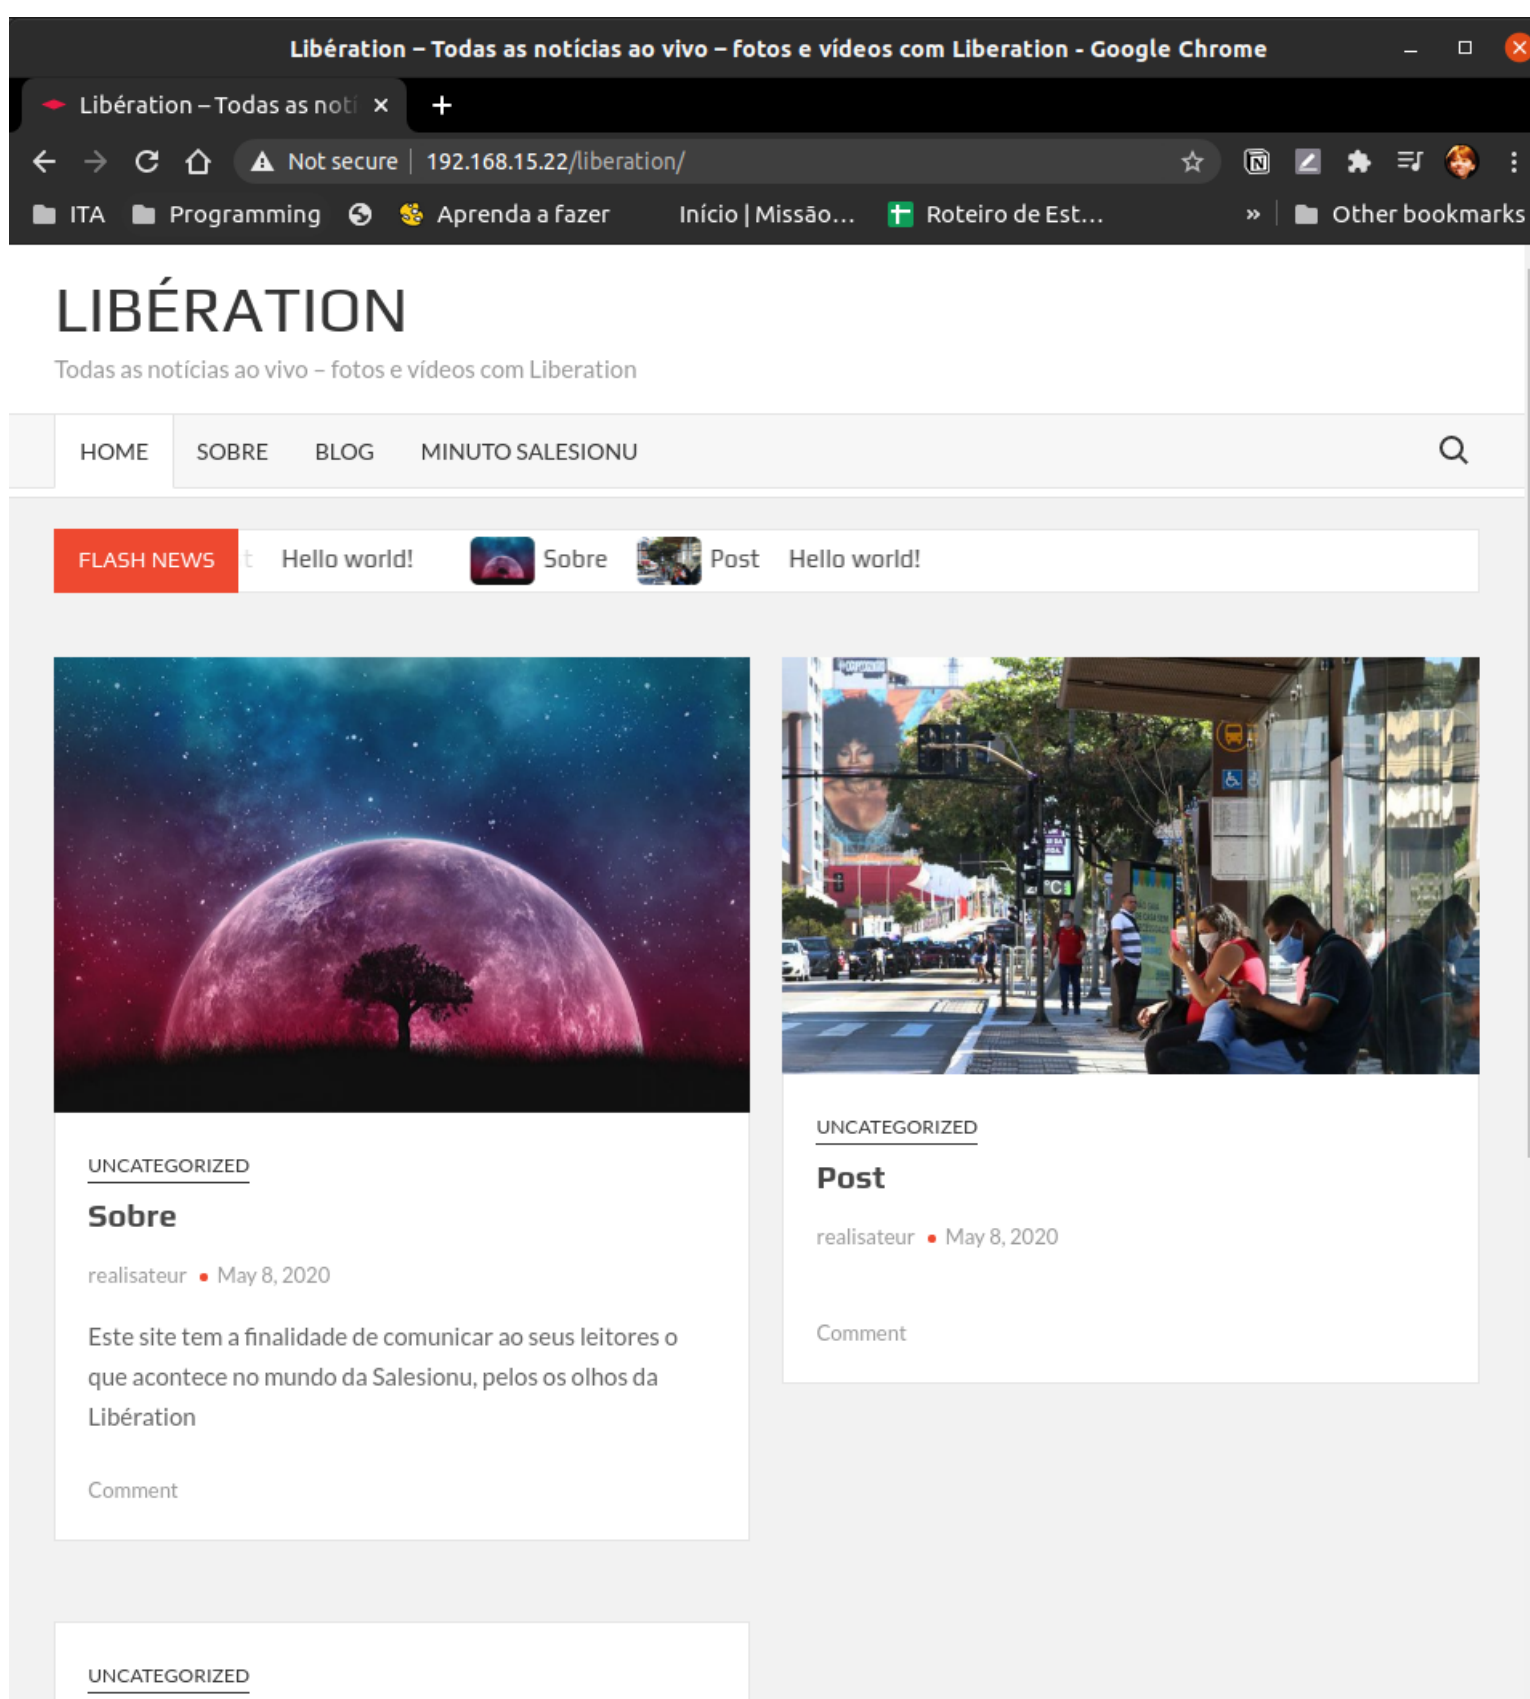 Libération – Todas as notícias ao vivo – fotos e vídeos com Liberation - Google Chrome
Libération – Todas as notí
Not secure 192.168.15.22/liberation/
ITA Programming Aprenda a fazer Início | Missão... Roteiro de Est... » Other bookmarks
LIBÉRATION
Todas as notícias ao vivo – fotos e vídeos com Liberation
HOME SOBRE BLOG MINUTO SALESIONU
FLASH NEWS t Hello world! Sobre Post Hello world!
UNCATEGORIZED
Sobre
realisateur • May 8, 2020
Este site tem a finalidade de comunicar ao seus leitores o
que acontece no mundo da Salesionu, pelos os olhos da
Libération
Comment
UNCATEGORIZED
Post
realisateur • May 8, 2020
Comment
UNCATEGORIZED